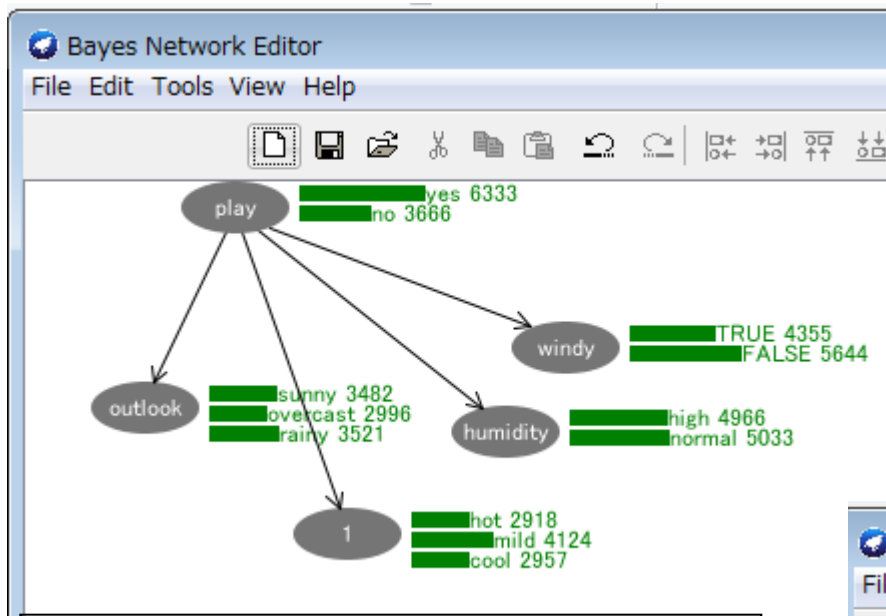 Bayes Network Editor
File Edit Tools View Help
play
yes 6333
no 3666
windy
TRUE 4355
FALSE 5644
outlook
sunny 3482
overcast 2996
rainy 3521
humidity
high 4966
normal 5033
1
hot 2918
mild 4124
cool 2957